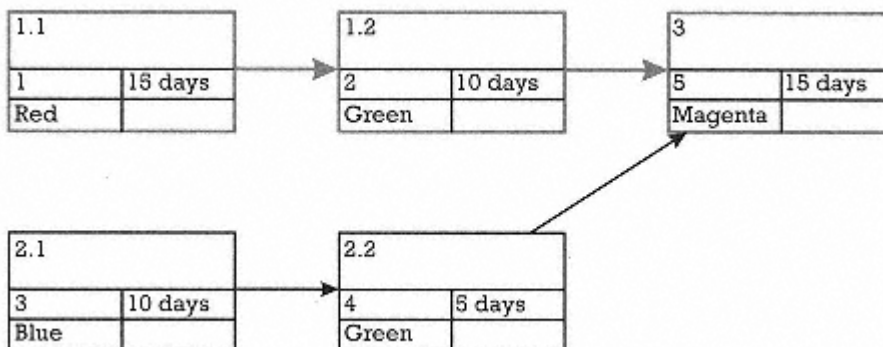 1.1
1 15 days
Red
1.2
2 10 days
Green
3
5 15 days
Magenta
2.1
3 10 days
Blue
2.2
4 5 days
Green